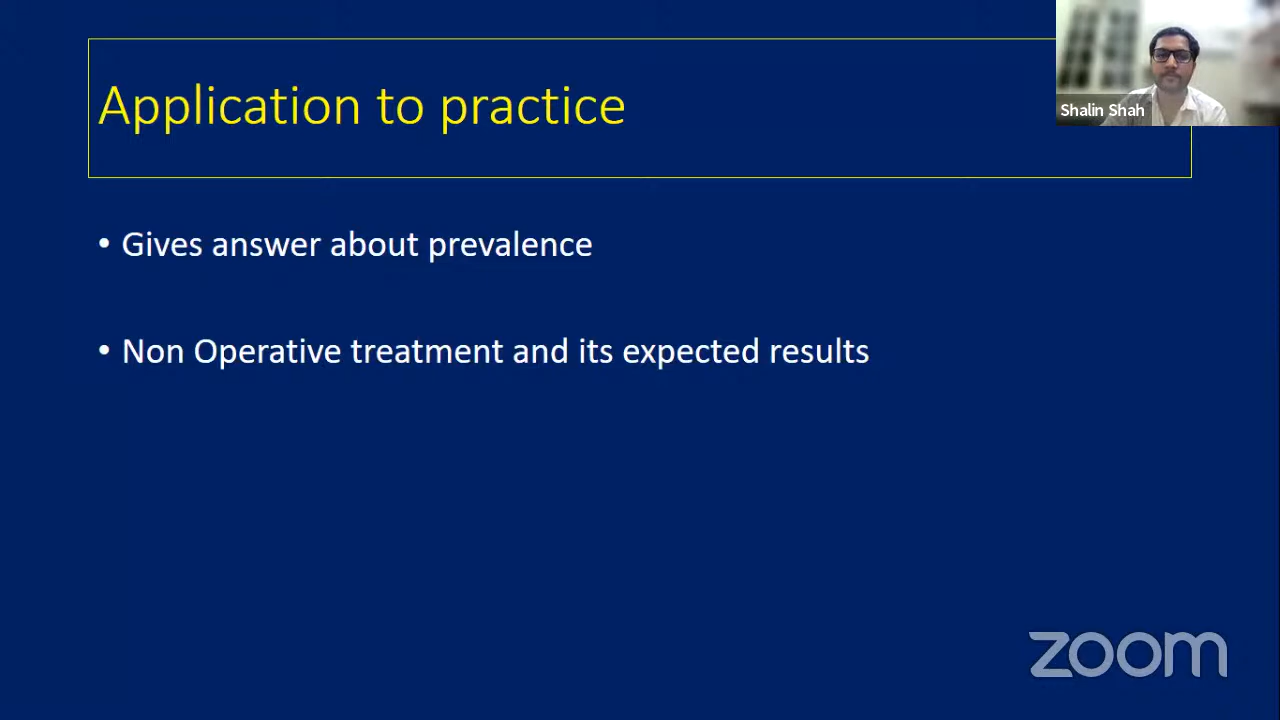 Application to practice
Shalin Shah
• Gives answer about prevalence
• Non Operative treatment and its expected results
zoom